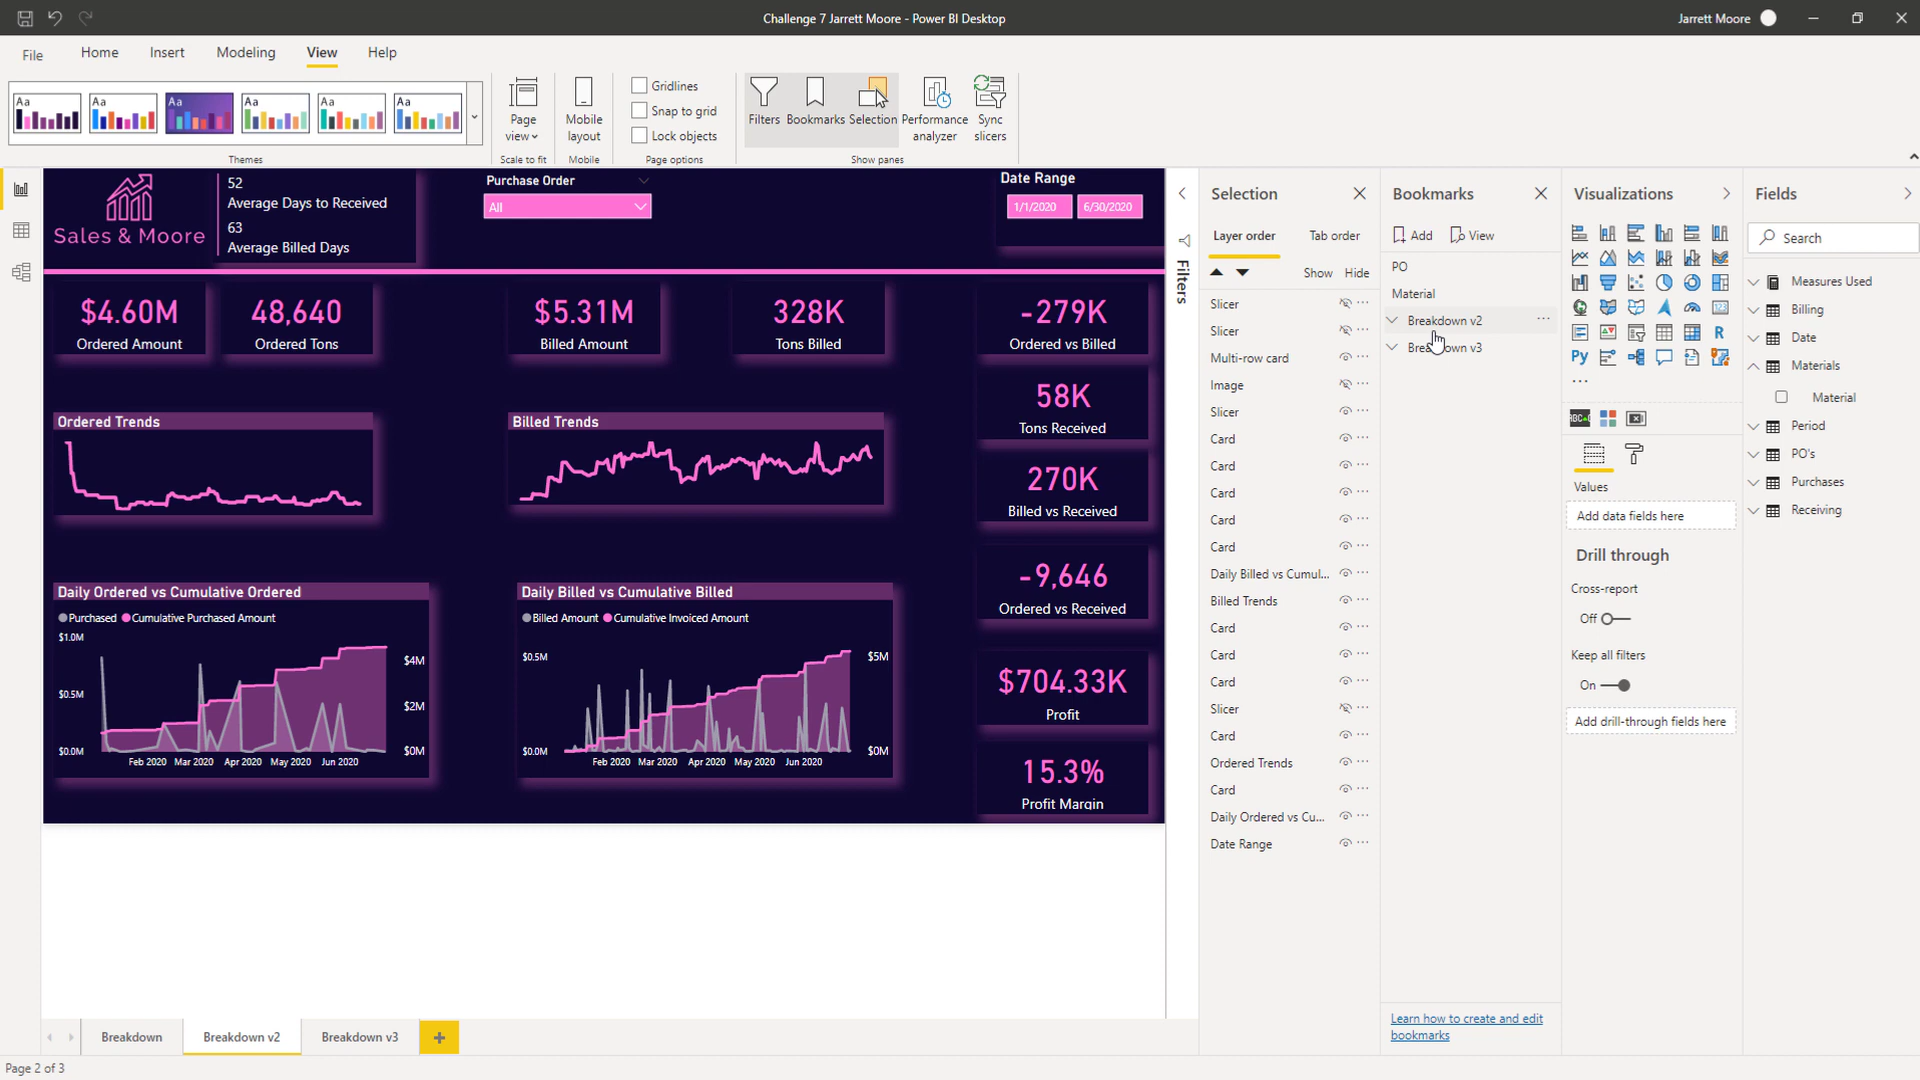 Challenge 7 Jarrett Moore - Power BI Desktop
Jarrett Moore
File
Home
Insert
Modeling
View
Help
Aa
Aa
Aa
Aa
Aa
Aa
Themes
Page view
Scale to fit
Mobile layout
Mobile
Gridlines
Snap to grid
Lock objects
Page options
Filters
Bookmarks
Selection
Performance analyzer
Sync slicers
Show panes
Sales & Moore
52
Average Days to Received
63
Average Billed Days
Purchase Order
All
Date Range
1/1/2020
6/30/2020
$4.60M
Ordered Amount
48,640
Ordered Tons
$5.31M
Billed Amount
328K
Tons Billed
-279K
Ordered vs Billed
58K
Tons Received
270K
Billed vs Received
-9,646
Ordered vs Received
$704.33K
Profit
15.3%
Profit Margin
Ordered Trends
Billed Trends
Daily Ordered vs Cumulative Ordered
Purchased
Cumulative Purchased Amount
$1.0M
$0.5M
$0.0M
$4M
$2M
$0M
Feb 2020
Mar 2020
Apr 2020
May 2020
Jun 2020
Daily Billed vs Cumulative Billed
Billed Amount
Cumulative Invoiced Amount
$0.5M
$0.0M
$5M
$0M
Feb 2020
Mar 2020
Apr 2020
May 2020
Jun 2020
Filters
Selection
Layer order
Tab order
Show
Hide
Slicer
Slicer
Multi-row card
Image
Slicer
Card
Card
Card
Card
Card
Daily Billed vs Cumul...
Billed Trends
Card
Card
Card
Slicer
Card
Ordered Trends
Card
Daily Ordered vs Cu...
Date Range
Bookmarks
Add
View
PO
Material
Breakdown v2
Breakdown v3
Learn how to create and edit
bookmarks
Visualizations
R
Py
Values
Add data fields here
Drill through
Cross-report
Off
Keep all filters
On
Add drill-through fields here
Fields
Search
Measures Used
Billing
Date
Materials
Material
Period
PO's
Purchases
Receiving
Breakdown
Breakdown v2
Breakdown v3
Page 2 of 3